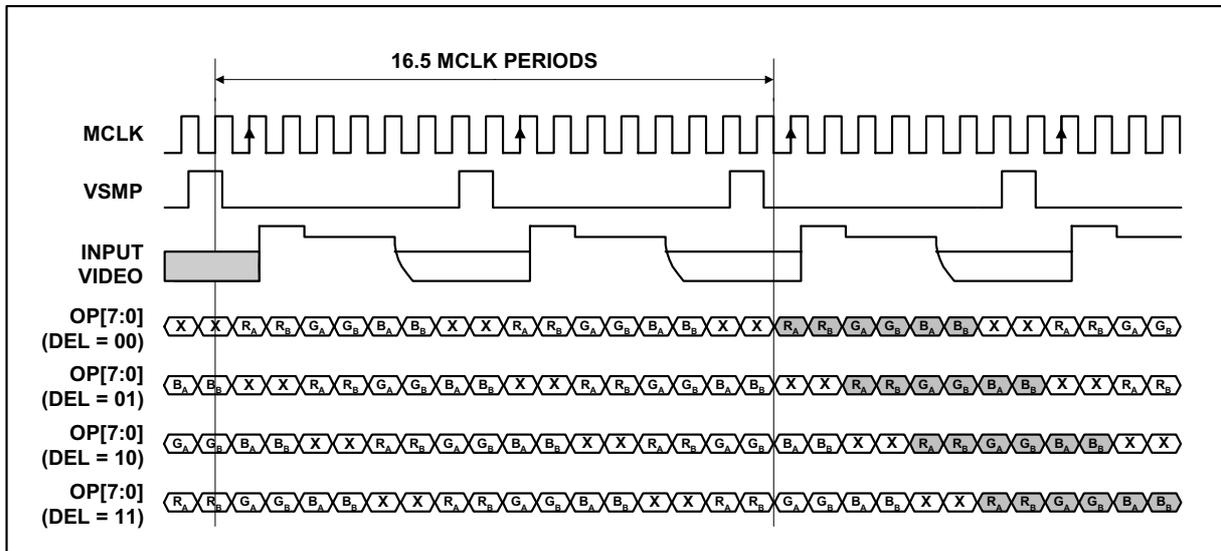 16.5 MCLK PERIODS
MCLK
VSMP
INPUT
VIDEO
OP[7:0]
(DEL = 00)
X X RA RB GA GB BA BB X X RA RB GA GB BA BB X X RA RB GA GB BA BB X X RA RB GA GB
OP[7:0]
(DEL = 01)
BA BB X X RA RB GA GB BA BB X X RA RB GA GB BA BB X X RA RB GA GB BA BB X X RA RB
OP[7:0]
(DEL = 10)
GA GB BA BB X X RA RB GA GB BA BB X X RA RB GA GB BA BB X X RA RB GA GB BA BB X X
OP[7:0]
(DEL = 11)
RA RB GA GB BA BB X X RA RB GA GB BA BB X X RA RB GA GB BA BB X X RA RB GA GB BA BB